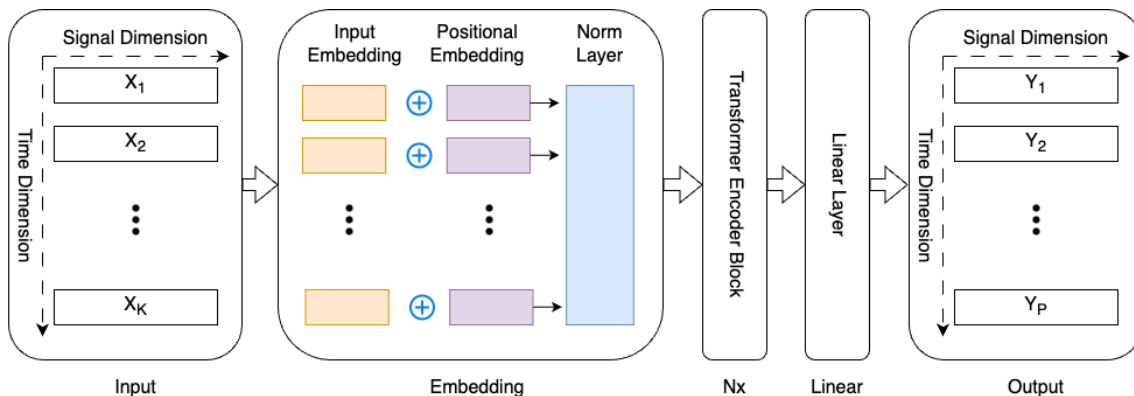 Signal Dimension
Time Dimension
X1
X2
XK
Input
Input Embedding
Positional Embedding
Norm Layer
Embedding
Transformer Encoder Block
Nx
Linear Layer
Linear
Signal Dimension
Time Dimension
Y1
Y2
YP
Output